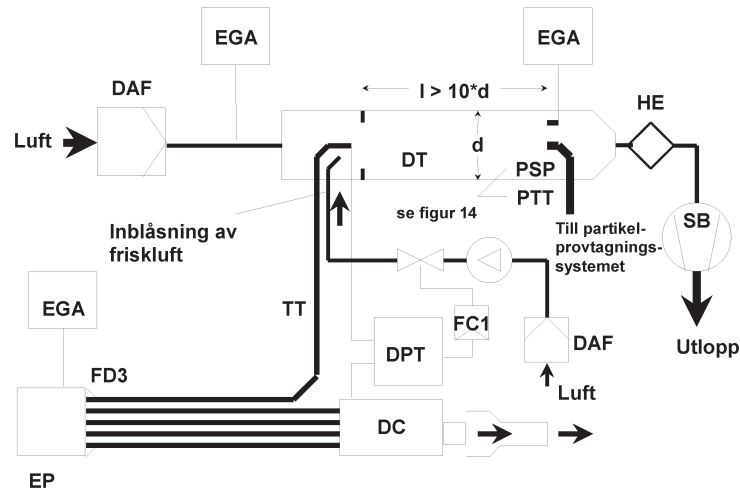 EGA
EGA
DAF
l > 10*d
HE
Luft
d
DT
PSP
PTT
SB
Inblåsning av
friskluft
se figur 14
Till partikel-
provtagnings-
systemet
EGA
TT
FC1
DPT
DAF
Utlopp
FD3
Luft
DC
EP